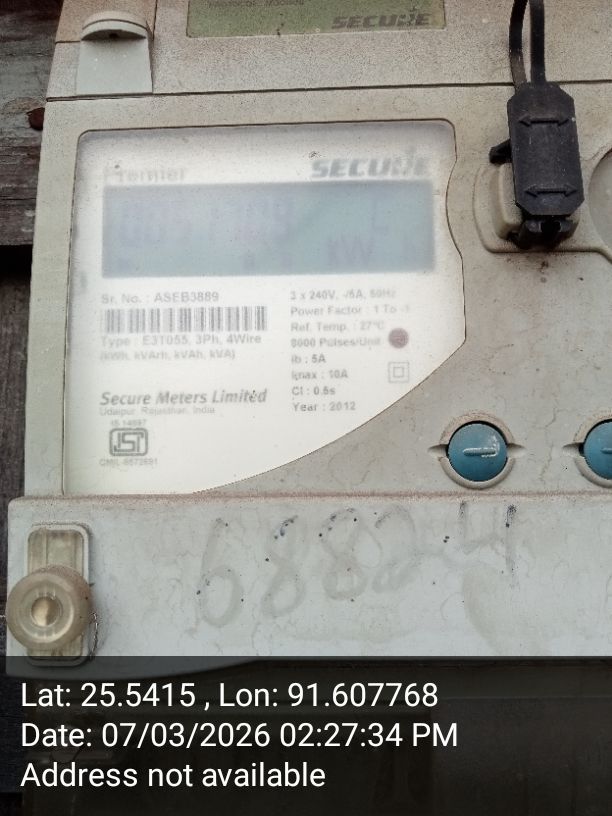 SECURE
Premier
SECURE
kW
Sr. No. : ASEB3889
Type : E3T055, 3Ph, 4Wire
(kWh, kVArh, kVAh, kVA)
3 x 240V, -/5A, 50Hz
Power Factor : 1 To -1
Ref. Temp. : 27°C
8000 Pulses/Unit
Ib : 5A
Imax : 10A
Cl : 0.5s
Year : 2012
Secure Meters Limited
Udaipur, Rajasthan, India
IS 14697
68824
Lat: 25.5415 , Lon: 91.607768
Date: 07/03/2026 02:27:34 PM
Address not available